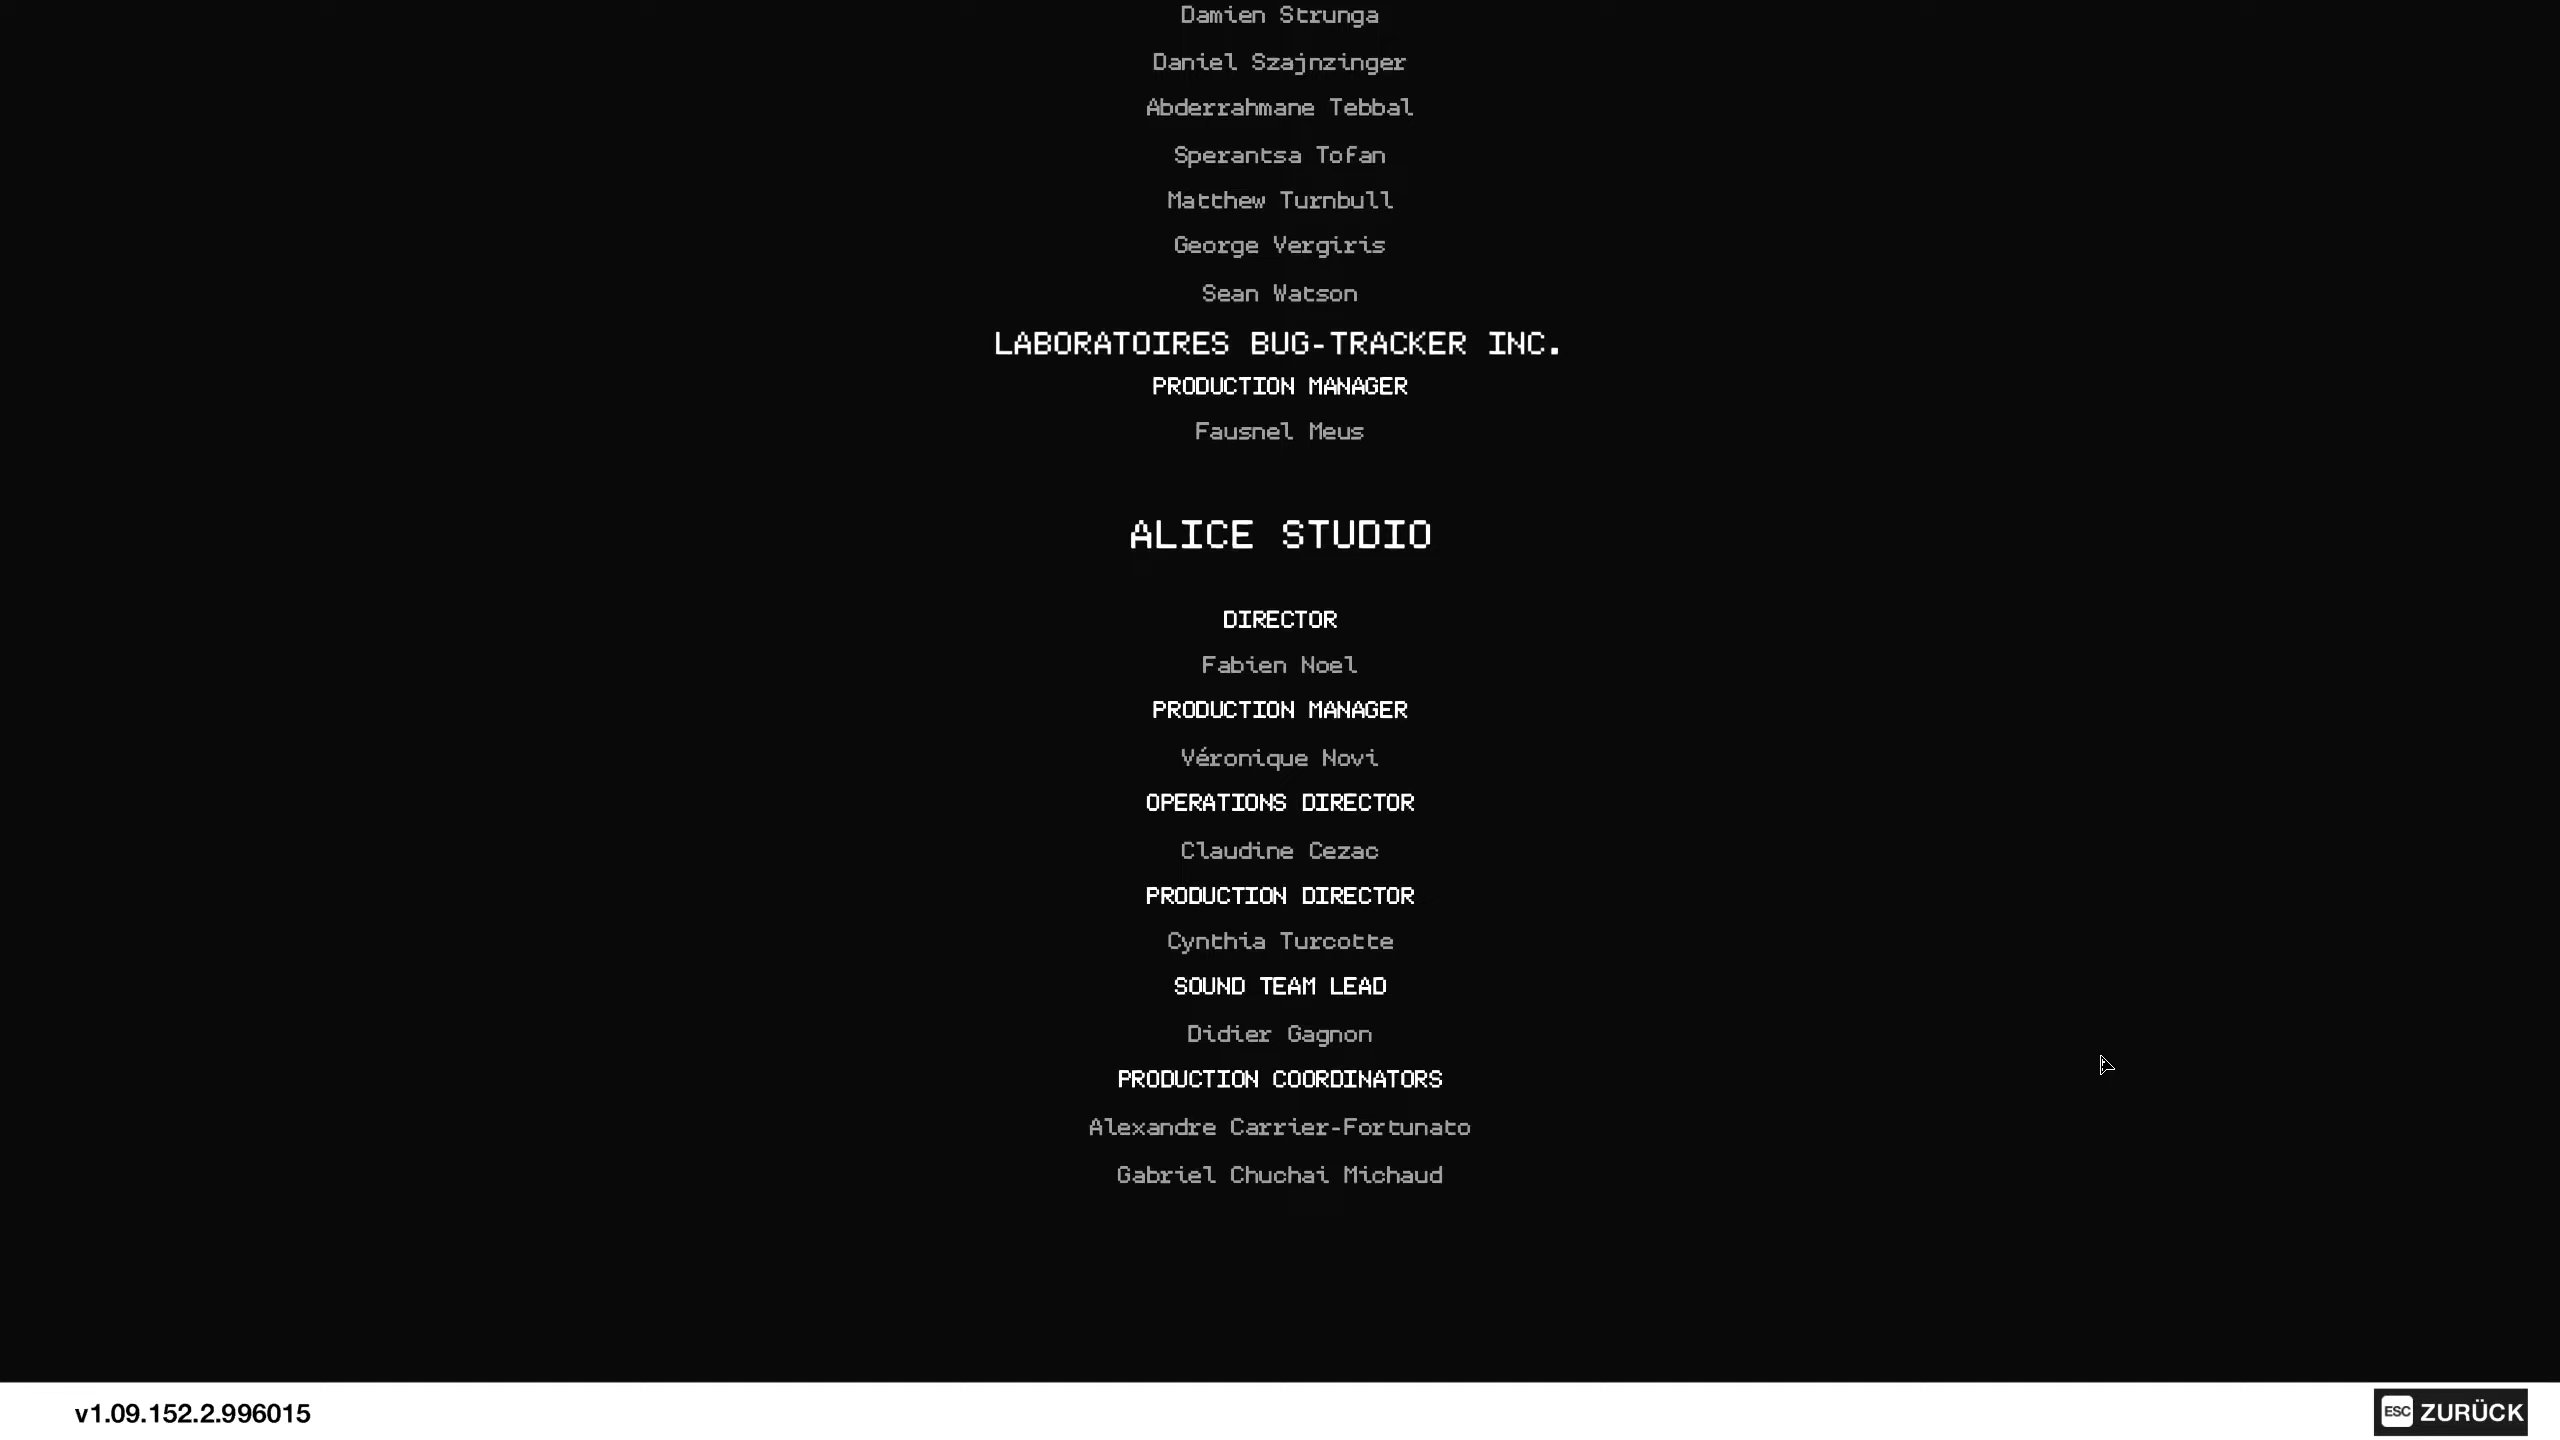 Damien Strunga
Daniel Szajnzinger
Abderrahmane Tebbal
Sperantsa Tofan
Matthew Turnbull
George Vergiris
Sean Watson
LABORATOIRES BUG-TRACKER INC.
PRODUCTION MANAGER
Fausnel Meus
ALICE STUDIO
DIRECTOR
Fabien Noel
PRODUCTION MANAGER
Véronique Novi
OPERATIONS DIRECTOR
Claudine Cezac
PRODUCTION DIRECTOR
Cynthia Turcotte
SOUND TEAM LEAD
Didier Gagnon
PRODUCTION COORDINATORS
Alexandre Carrier-Fortunato
Gabriel Chuchai Michaud
v1.09.152.2.996015
ESC ZURÜCK